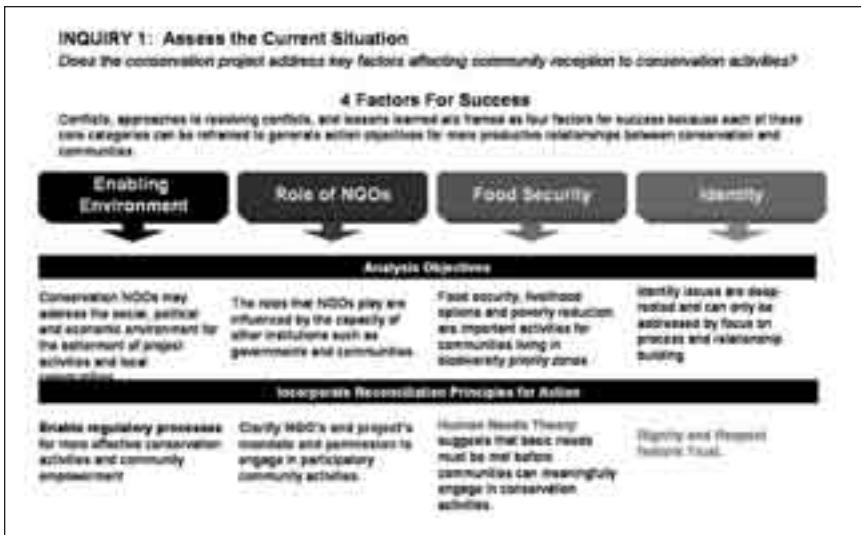 INQUIRY 1: Assess the Current Situation
Does the conservation project address key factors affecting community reception to conservation activities?
4 Factors For Success
Conflicts, approaches to resolving conflicts, and lessons learned are framed as four factors for success because each of these
core categories can be reframed to generate action objectives for more productive relationships between conservation and
communities
Enabling
Environment
Role of NGOs
Food Security
Identity
Analysis Objectives
Conservation NGOs may
address the social, political
and economic environment for
the betterment of project
activities and local
The roles that NGOs play are
influenced by the capacity of
other institutions such as
governments and communities
Food security, livelihood
options and poverty reduction
are important activities for
communities living in
biodiversity priority zones
Identity issues are deep-
rooted and can only be
addressed by focus on
process and relationship
building
Incorporate Reconciliation Principles for Action
Enable regulatory processes
for more effective conservation
activities and community
empowerment
Clarify NGO's and project's
mandate and permission to
engage in participatory
community activities.
Human Needs Theory
suggests that basic needs
must be met before
communities can meaningfully
engage in conservation
activities.
Dignity and Respect
Trust.